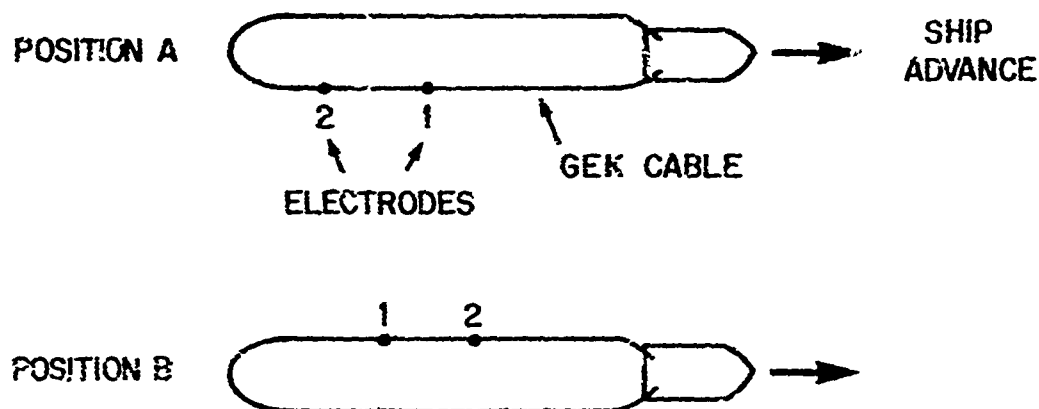 POSITION A
SHIP
ADVANCE
2 1
GEK CABLE
ELECTRODES
1 2
POSITION B